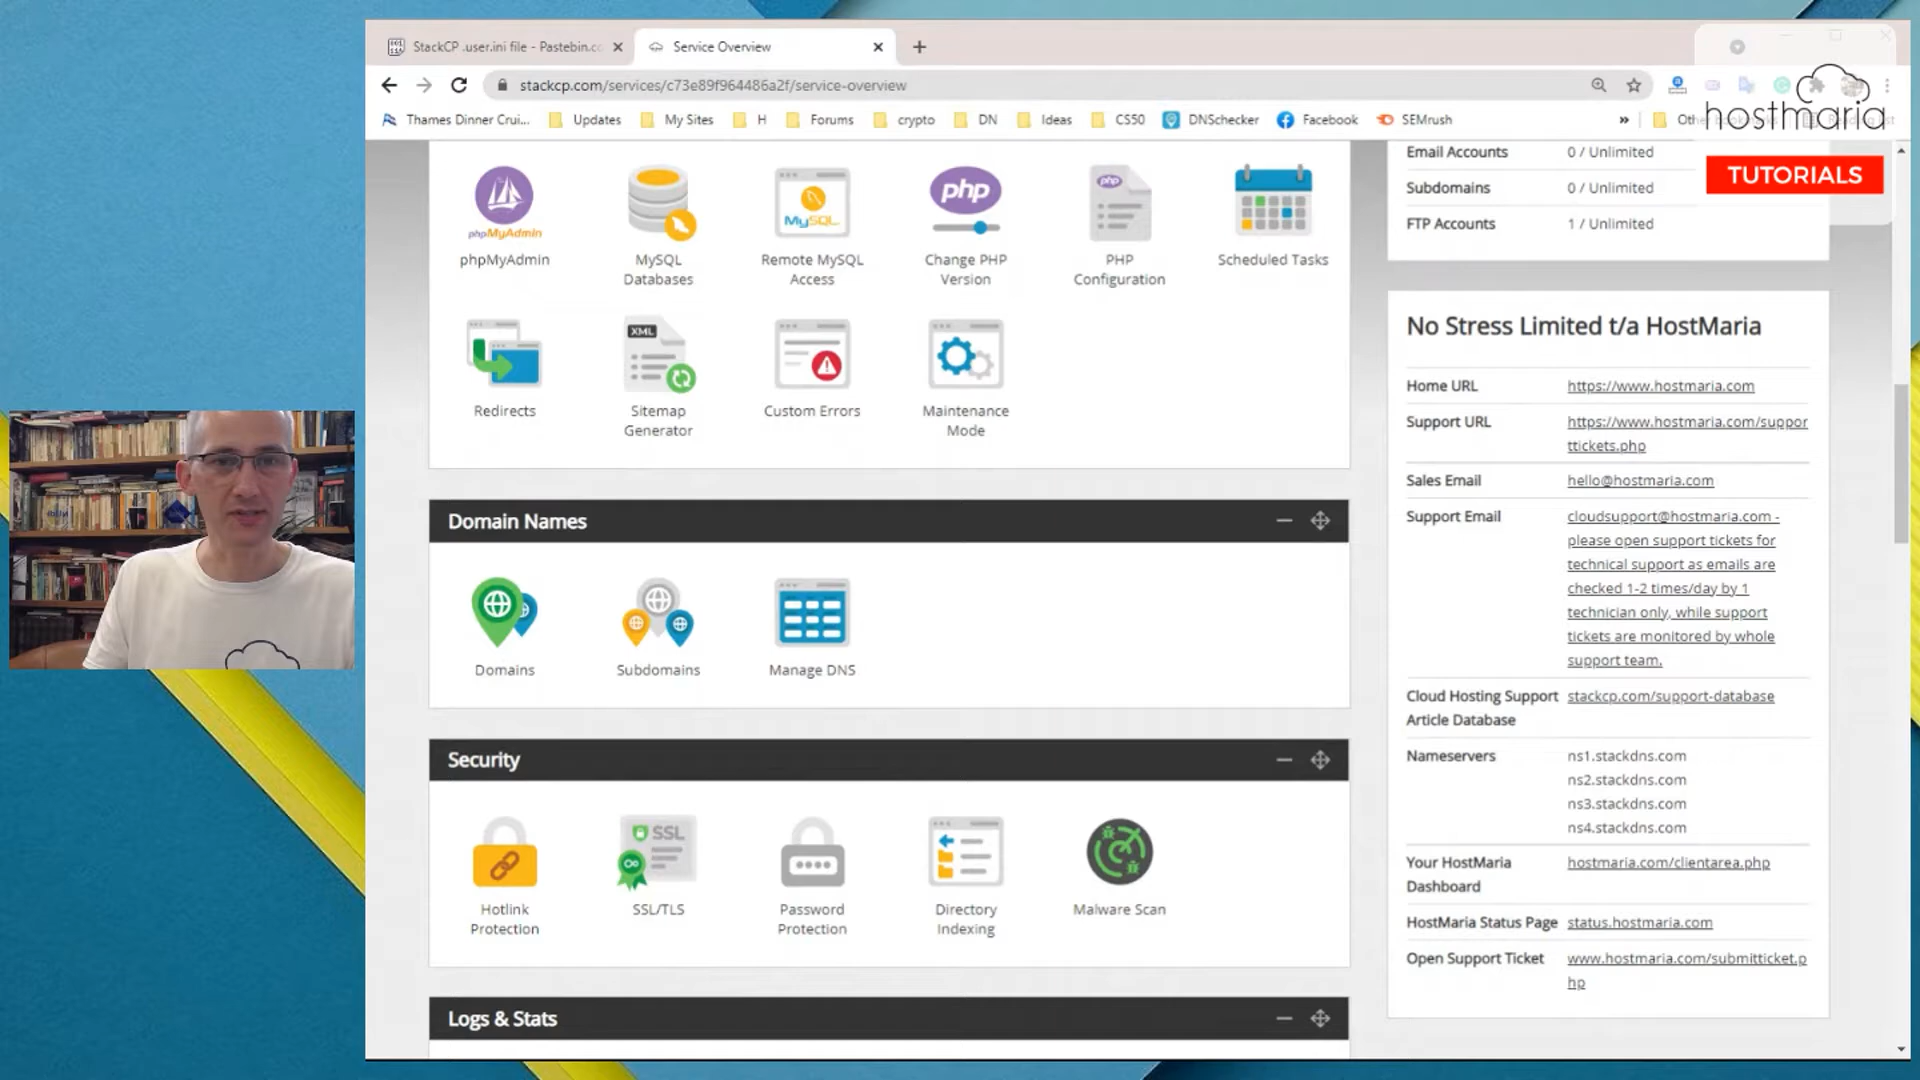 StackCP .user.ini file - Pastebin.co
Service Overview
stackcp.com/services/c73e89f964486a2f/service-overview
Thames Dinner Crui...
Updates
My Sites
H
Forums
crypto
DN
Ideas
CS50
DNSchecker
Facebook
SEMrush
»
hostmaria
TUTORIALS
phpMyAdmin
phpMyAdmin
MySQL
Databases
MySQL
Remote MySQL
Access
php
Change PHP
Version
php
PHP
Configuration
Scheduled Tasks
Redirects
XML
Sitemap
Generator
Custom Errors
Maintenance
Mode
Domain Names
Domains
Subdomains
Manage DNS
Security
Hotlink
Protection
SSL
SSL/TLS
Password
Protection
Directory
Indexing
Malware Scan
Logs & Stats
Email Accounts 0 / Unlimited
Subdomains 0 / Unlimited
FTP Accounts 1 / Unlimited
No Stress Limited t/a HostMaria
Home URL https://www.hostmaria.com
Support URL https://www.hostmaria.com/suppor
ttickets.php
Sales Email hello@hostmaria.com
Support Email cloudsupport@hostmaria.com -
please open support tickets for
technical support as emails are
checked 1-2 times/day by 1
technician only, while support
tickets are monitored by whole
support team.
Cloud Hosting Support stackcp.com/support-database
Article Database
Nameservers ns1.stackdns.com
ns2.stackdns.com
ns3.stackdns.com
ns4.stackdns.com
Your HostMaria hostmaria.com/clientarea.php
Dashboard
HostMaria Status Page status.hostmaria.com
Open Support Ticket www.hostmaria.com/submitticket.p
hp